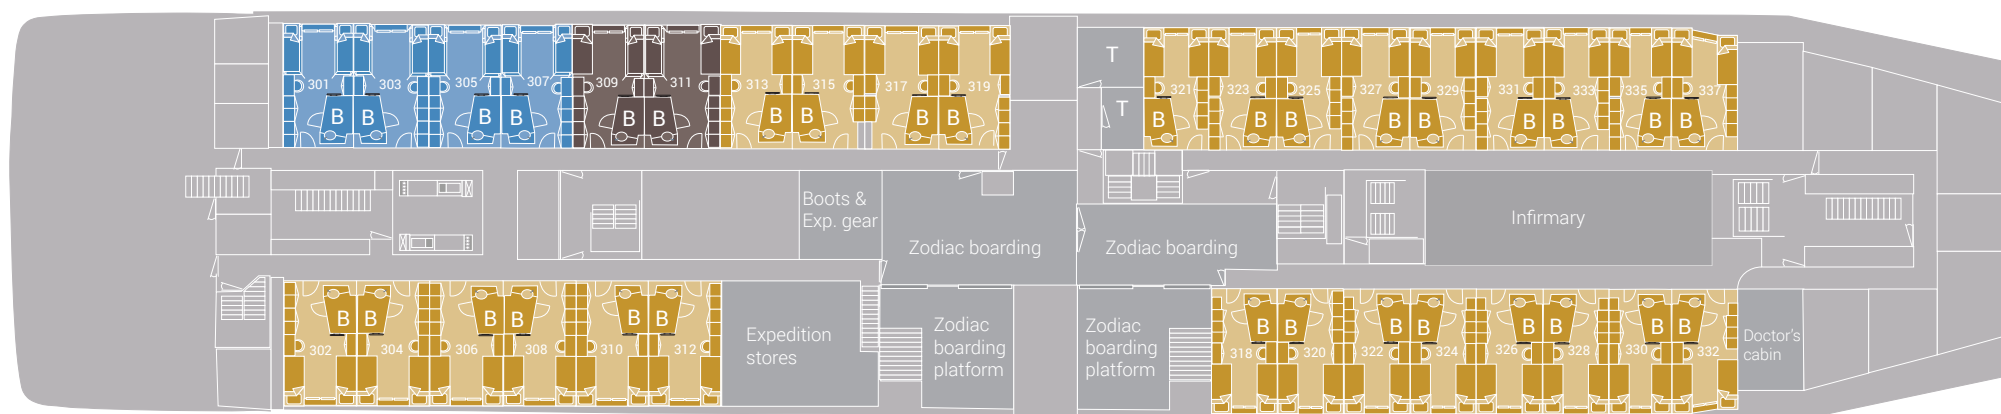 301 303 305 307 309 311 313 315 317 319
B B B B B B B B B B
T
T
321 323 325 327 329 331 333 335 337
B B B B B B B B B
Boots &
Exp. gear
Zodiac boarding
Zodiac boarding
Infirmary
B B B B B B
302 304 306 308 310 312
Expedition
stores
Zodiac
boarding
platform
Zodiac
boarding
platform
B B B B B B B B
318 320 322 324 326 328 330 332
Doctor's
cabin